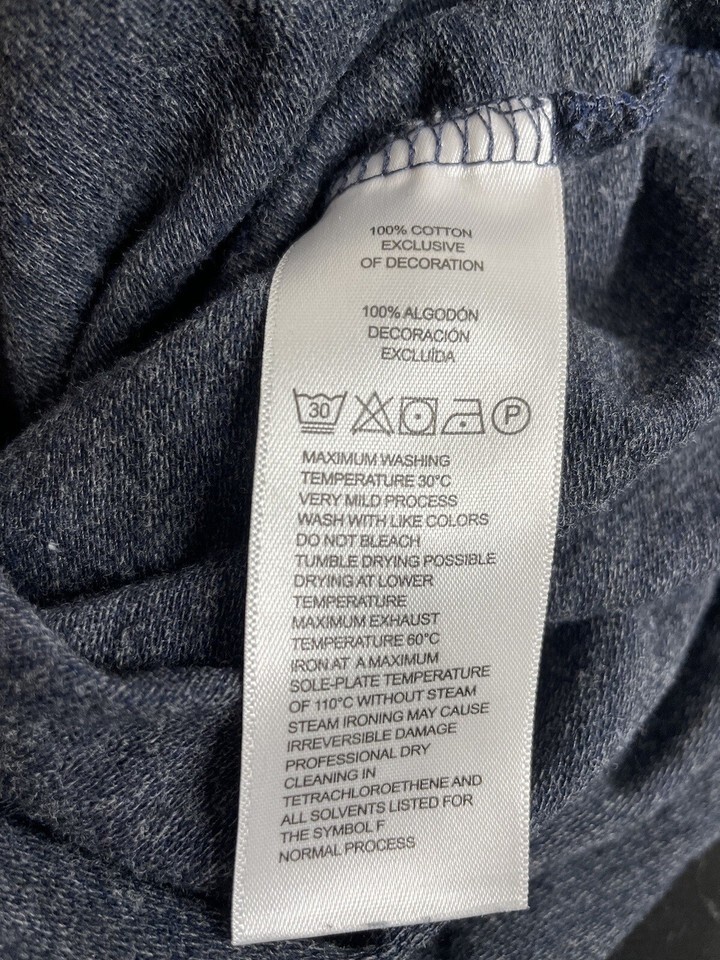 100% COTTON
EXCLUSIVE
OF DECORATION
100% ALGODÓN
DECORACIÓN
EXCLUÍDA
30 P
MAXIMUM WASHING
TEMPERATURE 30°C
VERY MILD PROCESS
WASH WITH LIKE COLORS
DO NOT BLEACH
TUMBLE DRYING POSSIBLE
DRYING AT LOWER
TEMPERATURE
MAXIMUM EXHAUST
TEMPERATURE 60°C
IRON AT A MAXIMUM
SOLE-PLATE TEMPERATURE
OF 110°C WITHOUT STEAM
STEAM IRONING MAY CAUSE
IRREVERSIBLE DAMAGE
PROFESSIONAL DRY
CLEANING IN
TETRACHLOROETHENE AND
ALL SOLVENTS LISTED FOR
THE SYMBOL F
NORMAL PROCESS